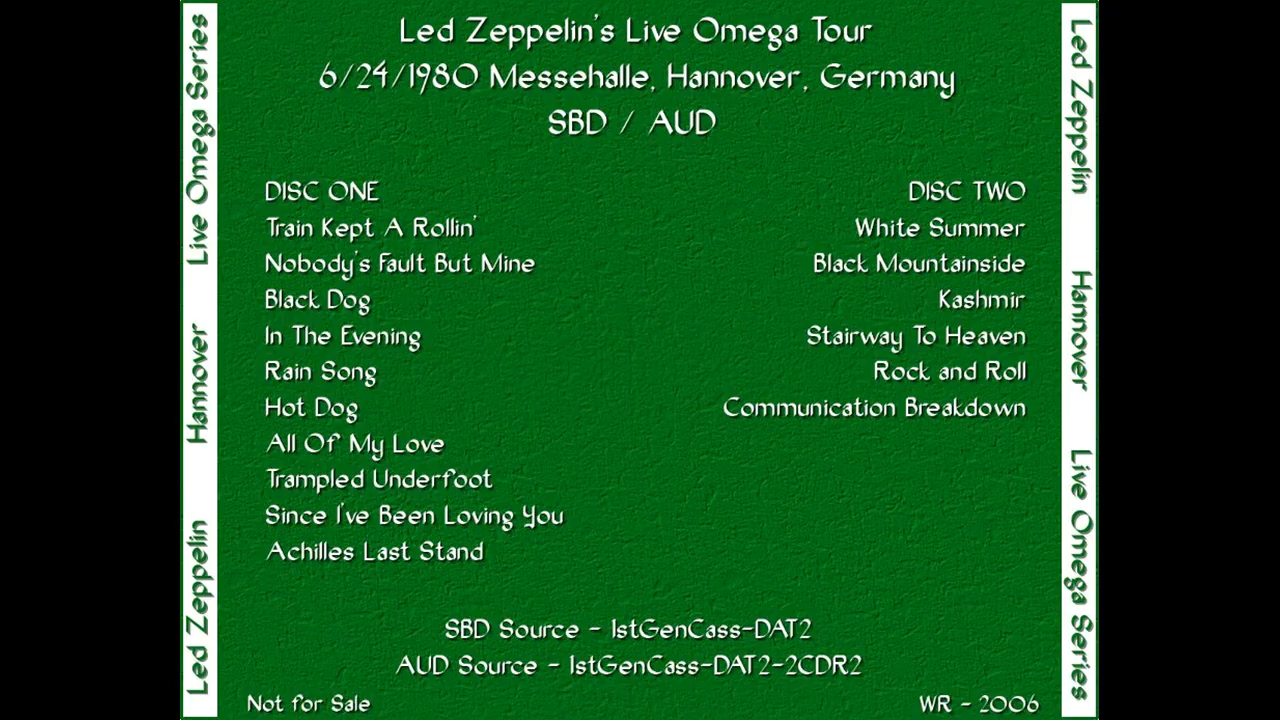 Led Zeppelin's Live Omega Tour
6/24/1980 Messehalle, Hannover, Germany
SBD / AUD
DISC ONE
Train Kept A Rollin'
Nobody's Fault But Mine
Black Dog
In The Evening
Rain Song
Hot Dog
All Of My Love
Trampled Underfoot
Since I've Been Loving You
Achilles Last Stand
DISC TWO
White Summer
Black Mountainside
Kashmir
Stairway To Heaven
Rock and Roll
Communication Breakdown
SBD Source - 1stGenCass-DAT2
AUD Source - 1stGenCass-DAT2-2CDR2
Not for Sale
WR - 2006
Led Zeppelin Hannover Live Omega Series
Led Zeppelin Hannover Live Omega Series